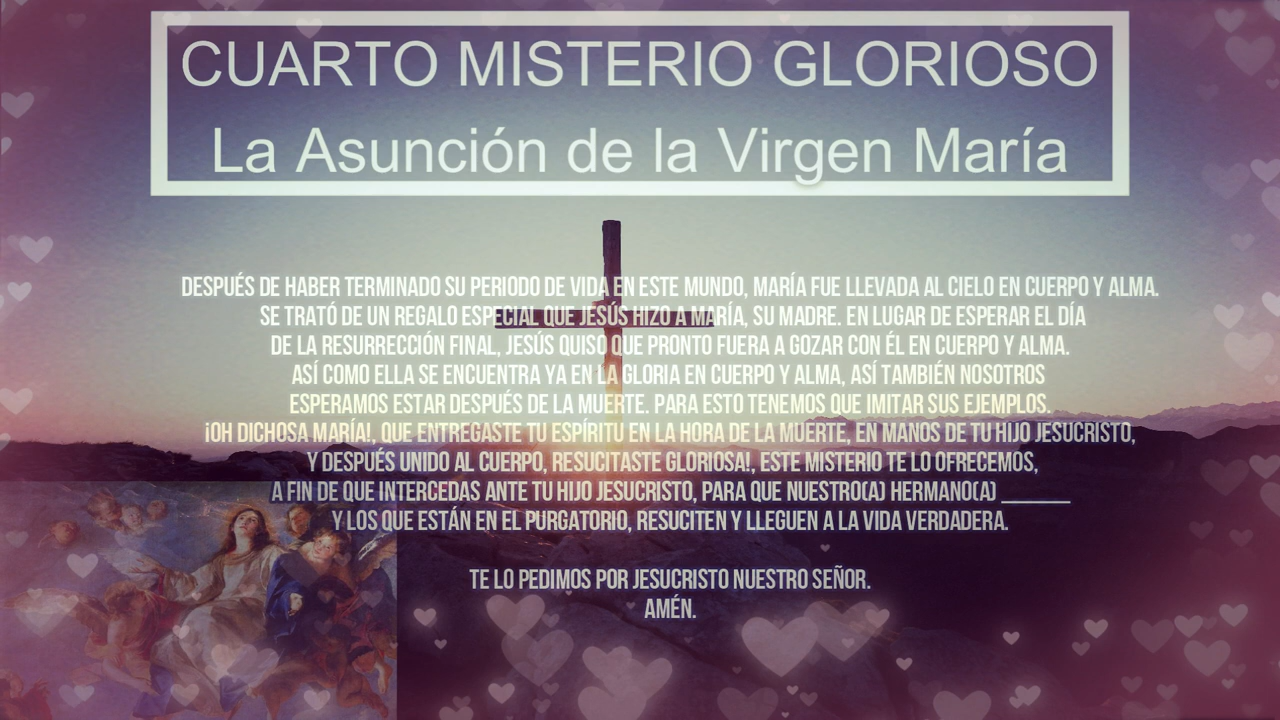 CUARTO MISTERIO GLORIOSO
La Asunción de la Virgen María
DESPUÉS DE HABER TERMINADO SU PERIODO DE VIDA EN ESTE MUNDO, MARÍA FUE LLEVADA AL CIELO EN CUERPO Y ALMA.
SE TRATÓ DE UN REGALO ESPECIAL QUE JESÚS HIZO A MARÍA, SU MADRE. EN LUGAR DE ESPERAR EL DÍA
DE LA RESURRECCIÓN FINAL, JESÚS QUISO QUE PRONTO FUERA A GOZAR CON ÉL EN CUERPO Y ALMA.
ASÍ COMO ELLA SE ENCUENTRA YA EN LA GLORIA EN CUERPO Y ALMA, ASÍ TAMBIÉN NOSOTROS
ESPERAMOS ESTAR DESPUÉS DE LA MUERTE. PARA ESTO TENEMOS QUE IMITAR SUS EJEMPLOS.
¡OH DICHOSA MARÍA!, QUE ENTREGASTE TU ESPÍRITU EN LA HORA DE LA MUERTE, EN MANOS DE TU HIJO JESUCRISTO,
Y DESPUÉS UNIDO AL CUERPO, RESUCITASTE GLORIOSA!, ESTE MISTERIO TE LO OFRECEMOS,
A FIN DE QUE INTERCEDAS ANTE TU HIJO JESUCRISTO, PARA QUE NUESTRO(A) HERMANO(A) ________
Y LOS QUE ESTÁN EN EL PURGATORIO, RESUCITEN Y LLEGUEN A LA VIDA VERDADERA.
TE LO PEDIMOS POR JESUCRISTO NUESTRO SEÑOR.
AMÉN.